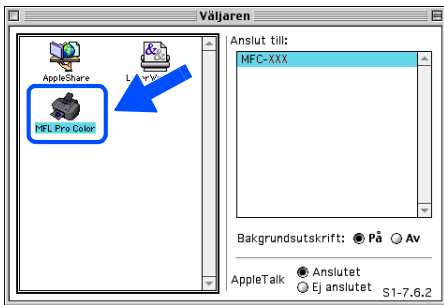 Väljaren
Anslut till:
MFC-XXX
AppleShare
MFL Pro Color
Bakgrundsutskrift: På Av
AppleTalk Anslutet
Ej anslutet
S1-7.6.2